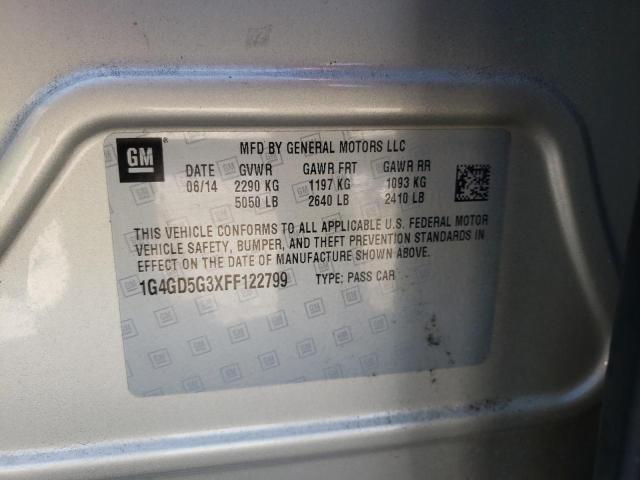 GM ®
MFD BY GENERAL MOTORS LLC
DATE GVWR GAWR FRT GAWR RR
06/14 2290 KG 1197 KG 1093 KG
5050 LB 2640 LB 2410 LB
THIS VEHICLE CONFORMS TO ALL APPLICABLE U.S. FEDERAL MOTOR
VEHICLE SAFETY, BUMPER, AND THEFT PREVENTION STANDARDS IN
EFFECT ON THE DATE OF MANUFACTURE SHOWN ABOVE.
1G4GD5G3XFF122799 TYPE: PASS CAR